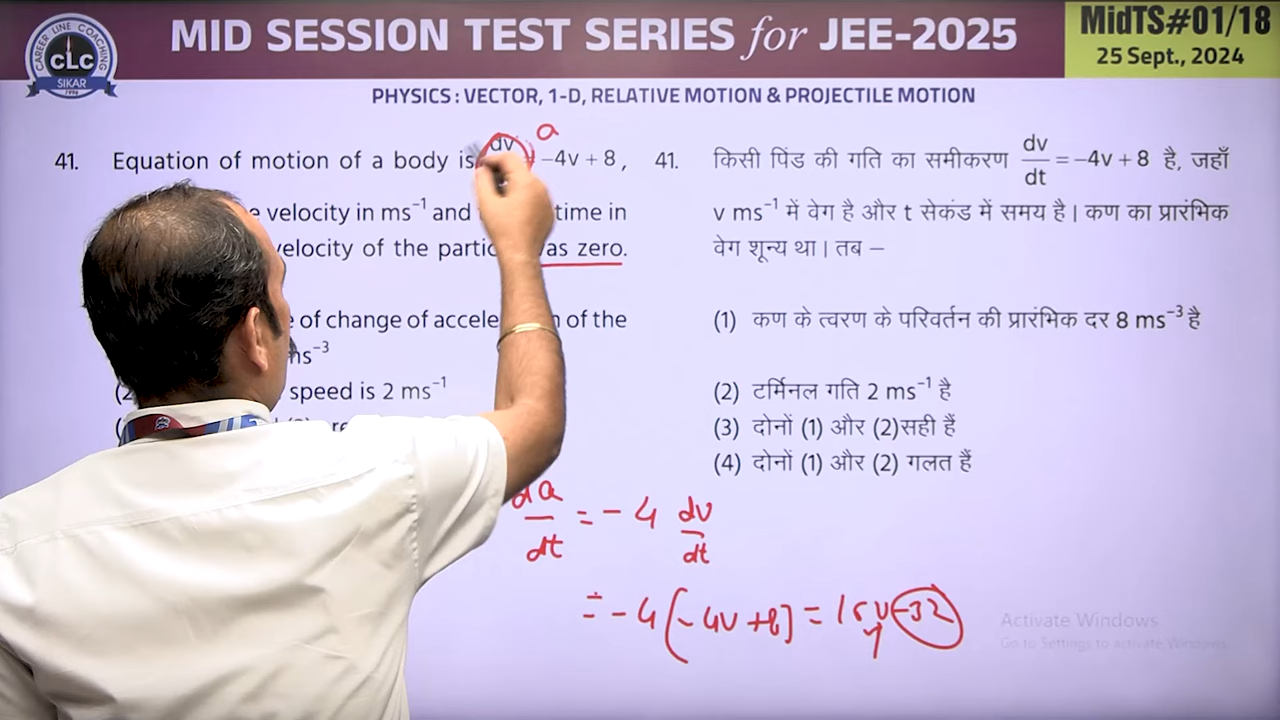 CAREER LINE COACHING
CLC
SIKAR
1996
MID SESSION TEST SERIES for JEE-2025
MidTS#01/18
25 Sept., 2024
PHYSICS : VECTOR, 1-D, RELATIVE MOTION & PROJECTILE MOTION
a
41. Equation of motion of a body is dv -4v + 8,
velocity in ms⁻¹ and time in
velocity of the partic as zero.
of change of accele n of the
ms⁻³
speed is 2 ms⁻¹
41. किसी पिंड की गति का समीकरण dv/dt = -4v + 8 है, जहाँ
v ms⁻¹ में वेग है और t सेकंड में समय है। कण का प्रारंभिक
वेग शून्य था। तब –
(1) कण के त्वरण के परिवर्तन की प्रारंभिक दर 8 ms⁻³ है
(2) टर्मिनल गति 2 ms⁻¹ है
(3) दोनों (1) और (2)सही हैं
(4) दोनों (1) और (2) गलत हैं
da/dt = -4 dv/dt
= -4(-4v+8] = 16v-32
Activate Windows
Go to Settings to activate Windows.